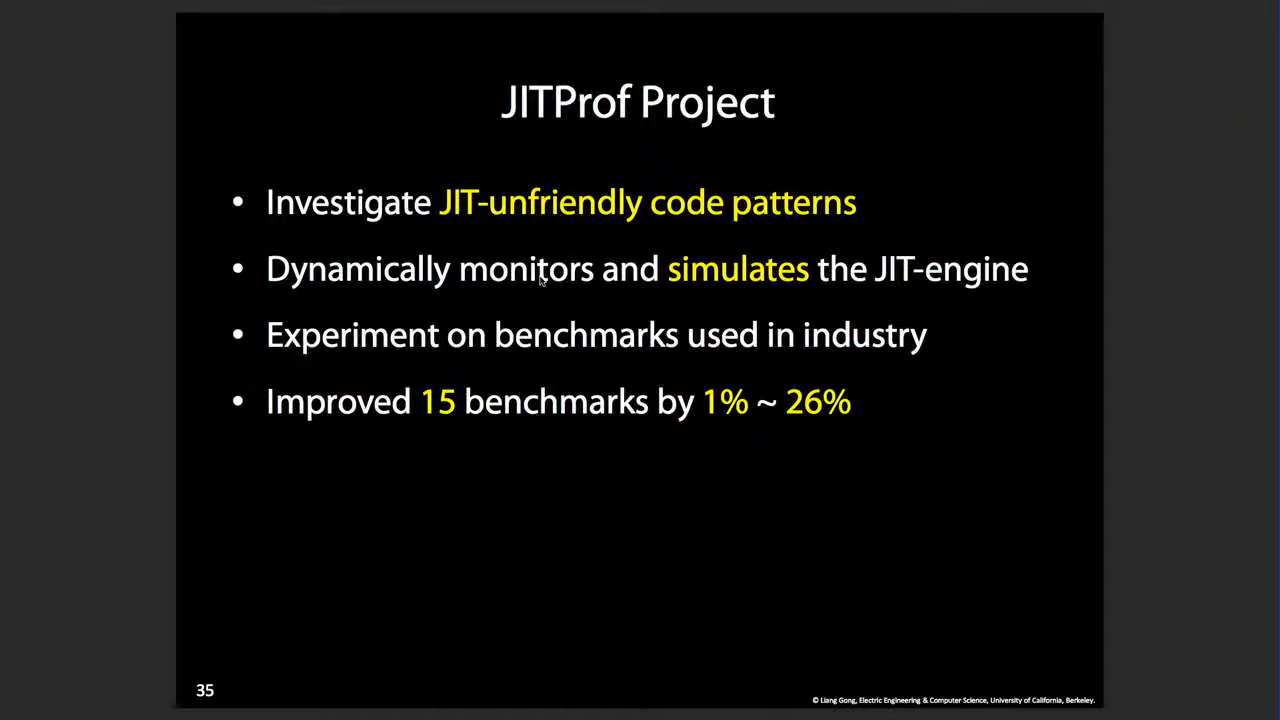 JITProf Project
• Investigate JIT-unfriendly code patterns
• Dynamically monitors and simulates the JIT-engine
• Experiment on benchmarks used in industry
• Improved 15 benchmarks by 1% ~ 26%
35
© Liang Gong, Electric Engineering & Computer Science, University of California, Berkeley.